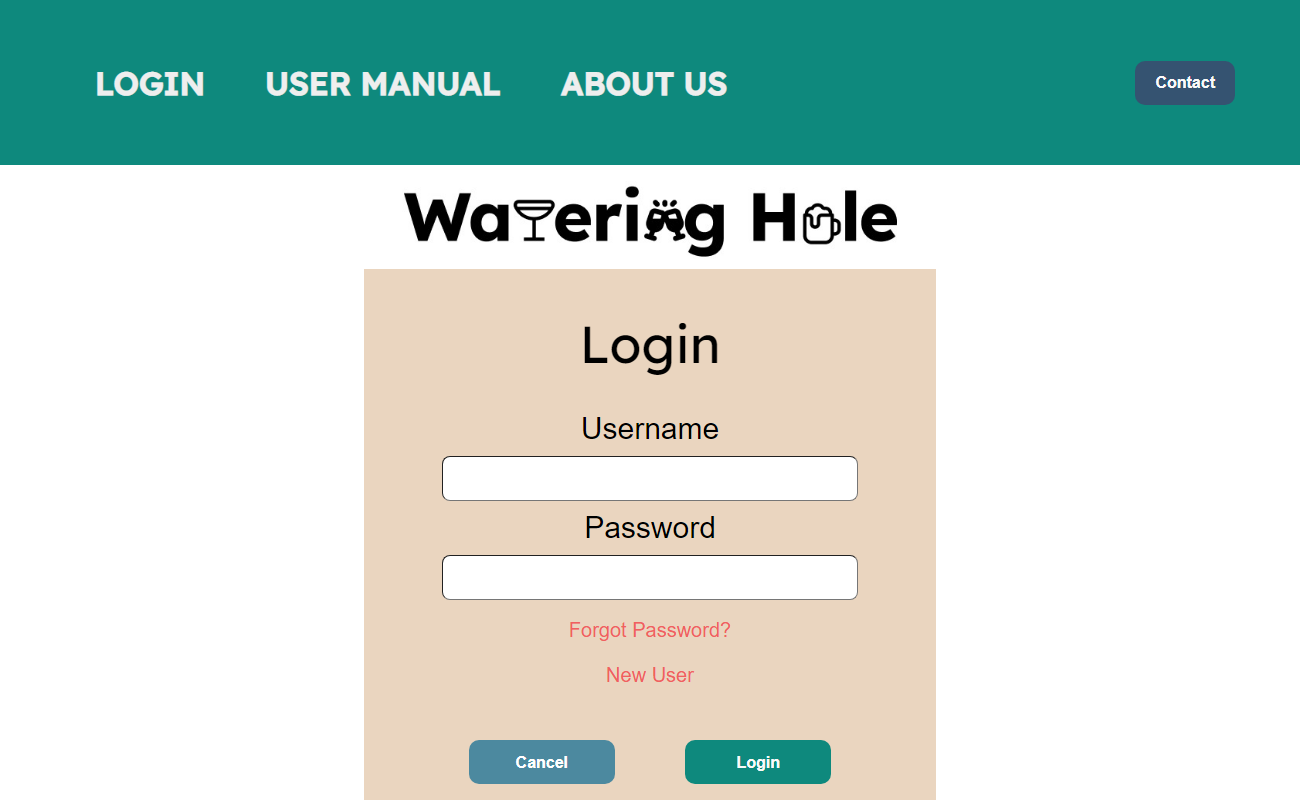 LOGIN USER MANUAL ABOUT US Contact
Watering Hole
Login
Username
Password
Forgot Password?
New User
Cancel Login